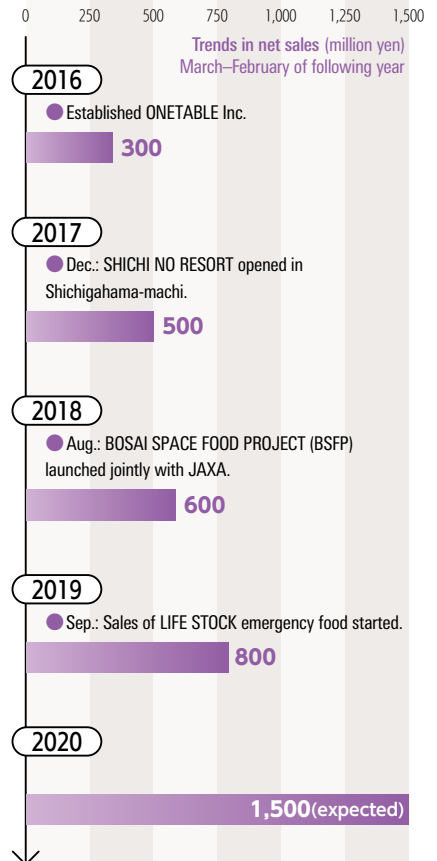 0 500 500 750 1,000 1,250 1,500
Trends in net sales (million yen)
March–February of following year
2016
Established ONETABLE Inc.
300
2017
Dec.: SHICHI NO RESORT opened in
Shichigahama-machi.
500
2018
Aug.: BOSAI SPACE FOOD PROJECT (BSFP)
launched jointly with JAXA.
600
2019
Sep.: Sales of LIFE STOCK emergency food started.
800
2020
1,500(expected)